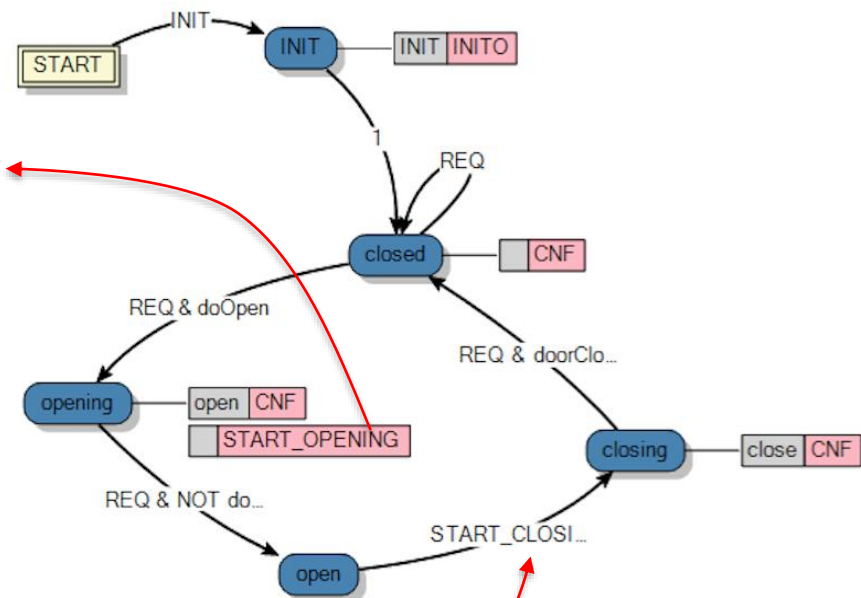 INIT
START
INIT
INIT INITO
1
REQ
closed
CNF
REQ & doOpen
REQ & doorClo...
opening
open CNF
START_OPENING
closing
close CNF
REQ & NOT do...
START_CLOSI...
open